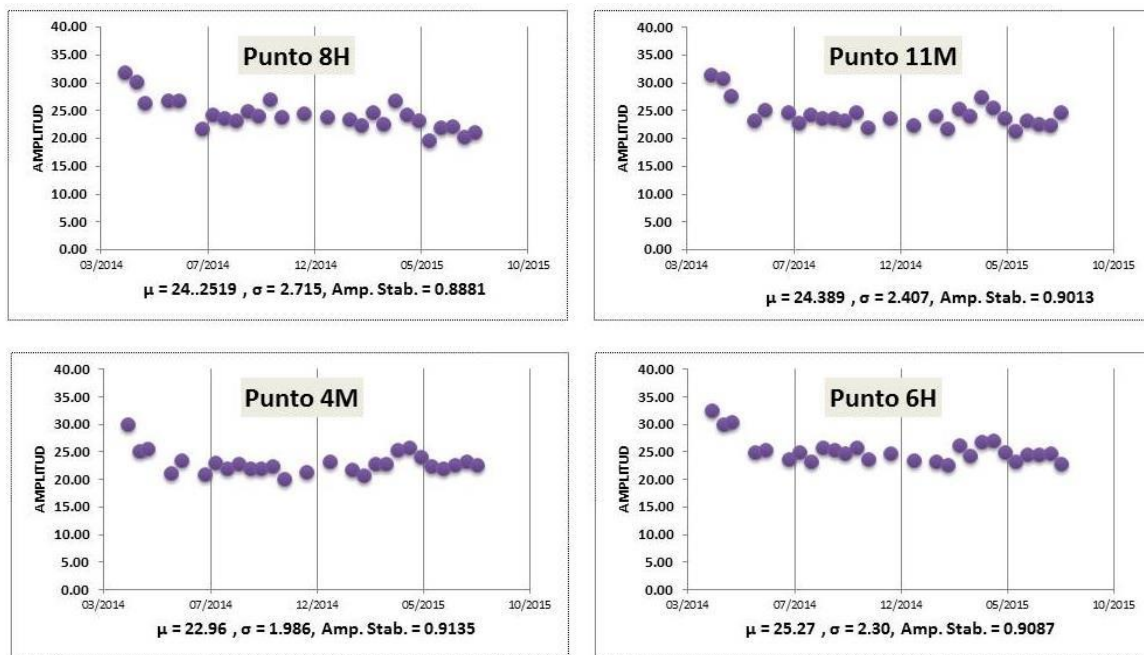 Punto 8H
AMPLITUD
40.00
35.00
30.00
25.00
20.00
15.00
10.00
5.00
0.00
03/2014 07/2014 12/2014 05/2015 10/2015
μ = 24..2519 , σ = 2.715, Amp. Stab. = 0.8881
Punto 11M
AMPLITUD
40.00
35.00
30.00
25.00
20.00
15.00
10.00
5.00
0.00
03/2014 07/2014 12/2014 05/2015 10/2015
μ = 24.389 , σ = 2.407, Amp. Stab. = 0.9013
Punto 4M
AMPLITUD
40.00
35.00
30.00
25.00
20.00
15.00
10.00
5.00
0.00
03/2014 07/2014 12/2014 05/2015 10/2015
μ = 22.96 , σ = 1.986, Amp. Stab. = 0.9135
Punto 6H
AMPLITUD
40.00
35.00
30.00
25.00
20.00
15.00
10.00
5.00
0.00
03/2014 07/2014 12/2014 05/2015 10/2015
μ = 25.27 , σ = 2.30, Amp. Stab. = 0.9087